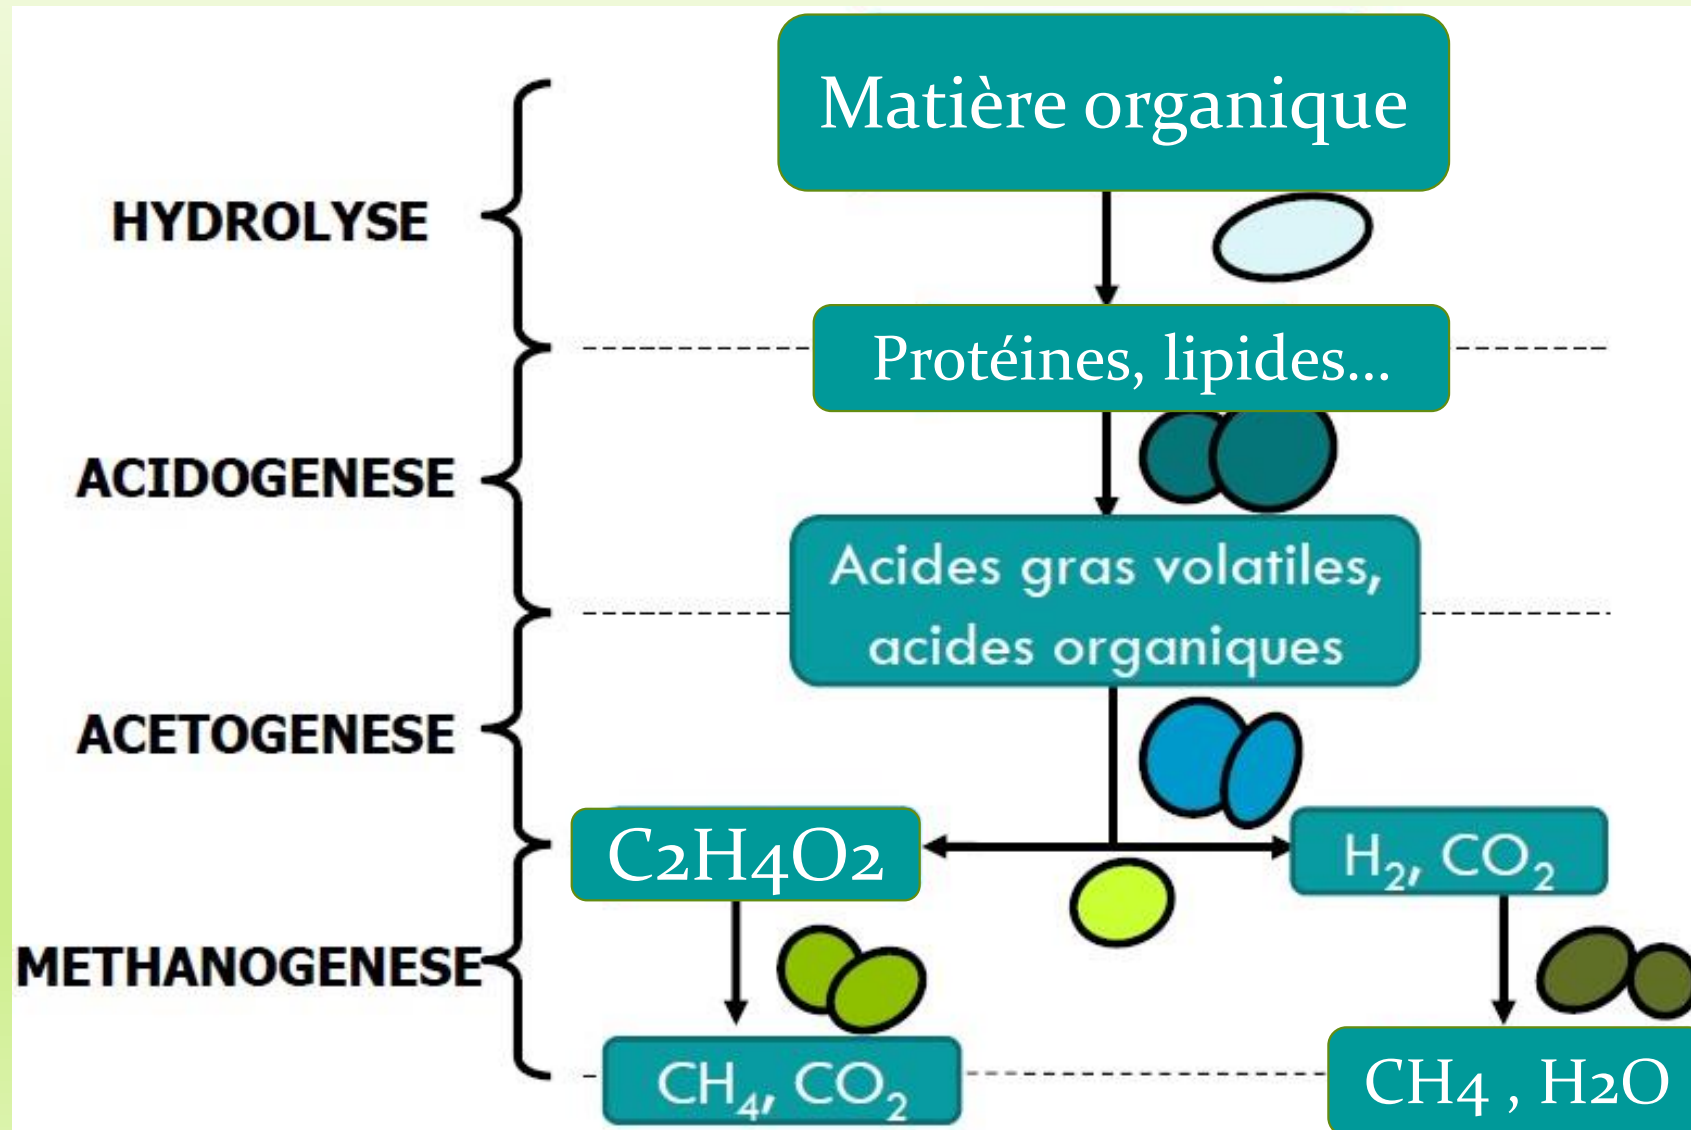 Matière organique
HYDROLYSE
Protéines, lipides...
ACIDOGENESE
Acides gras volatiles,
acides organiques
ACETOGENESE
C2H4O2
H₂, CO₂
METHANOGENESE
CH₄, CO₂
CH4 , H2O